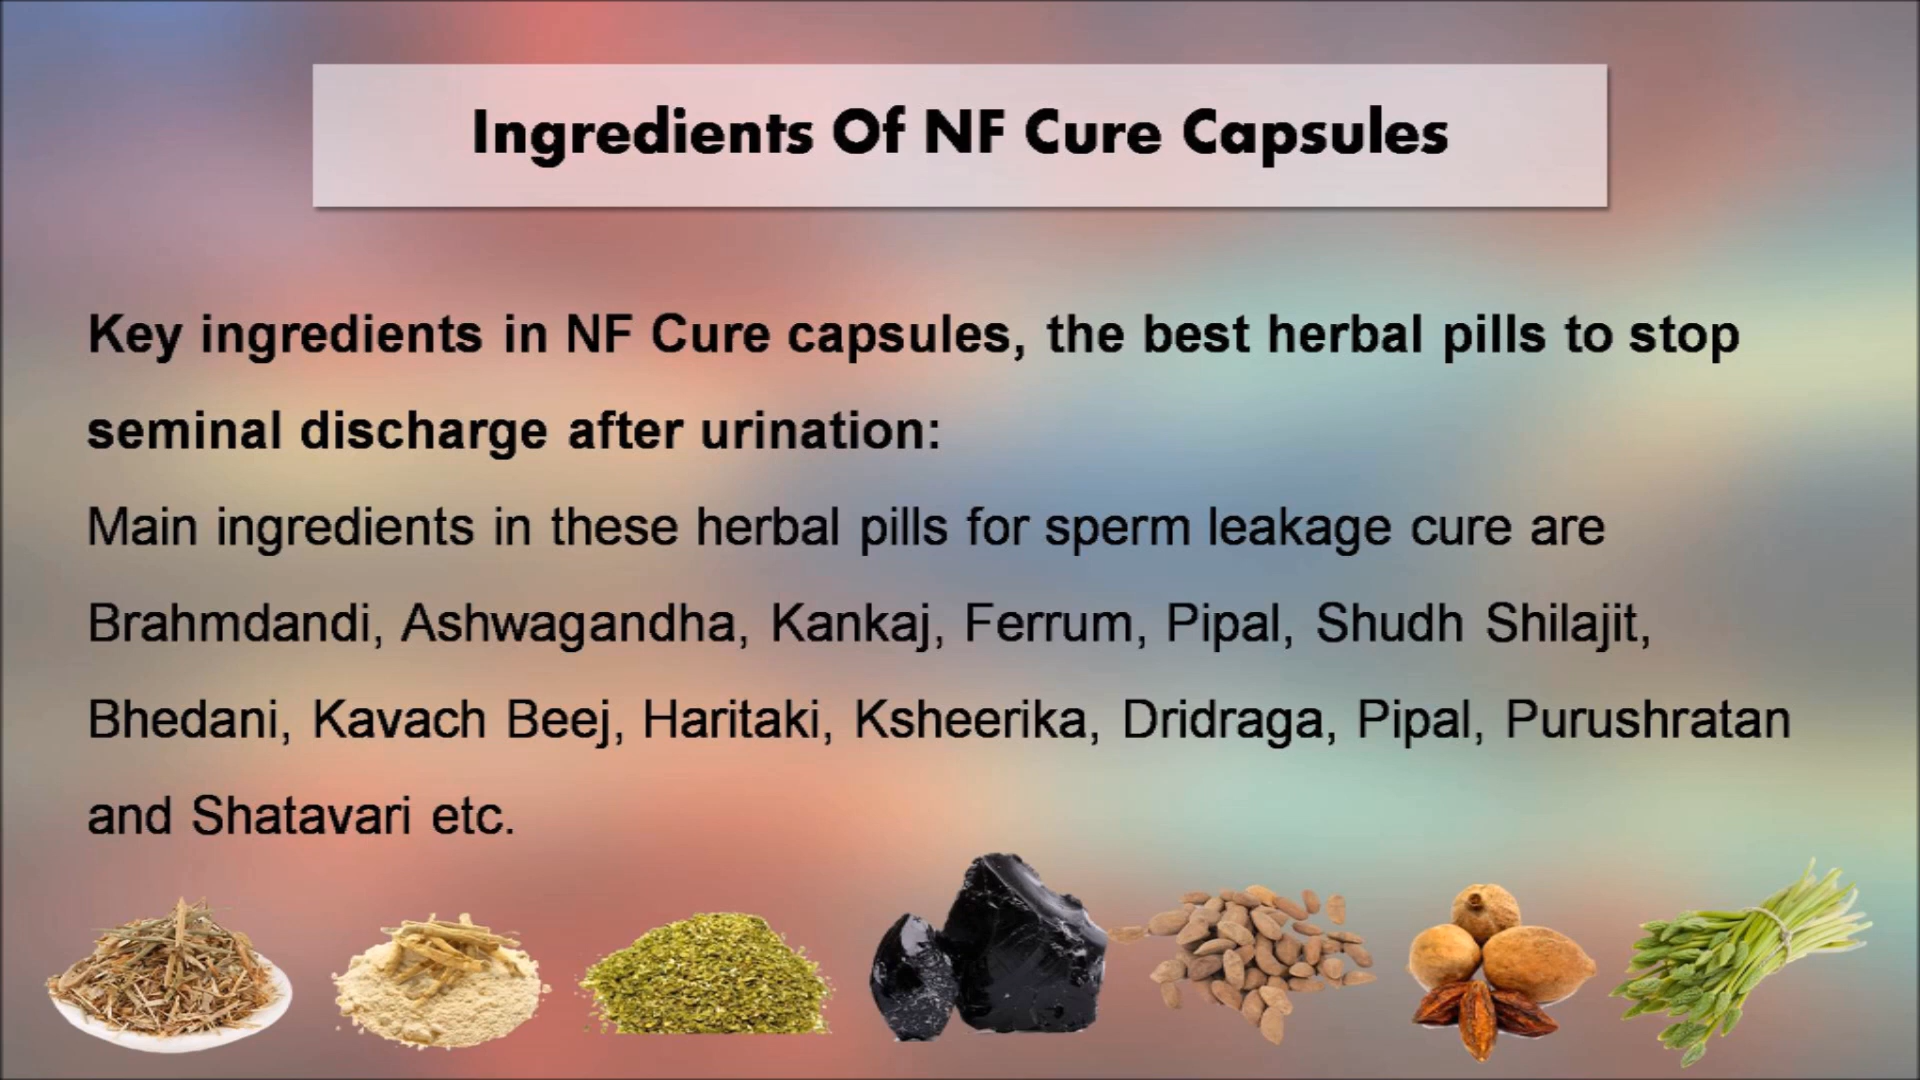 Ingredients Of NF Cure Capsules
Key ingredients in NF Cure capsules, the best herbal pills to stop
seminal discharge after urination:
Main ingredients in these herbal pills for sperm leakage cure are
Brahmdandi, Ashwagandha, Kankaj, Ferrum, Pipal, Shudh Shilajit,
Bhedani, Kavach Beej, Haritaki, Ksheerika, Dridraga, Pipal, Purushratan
and Shatavari etc.